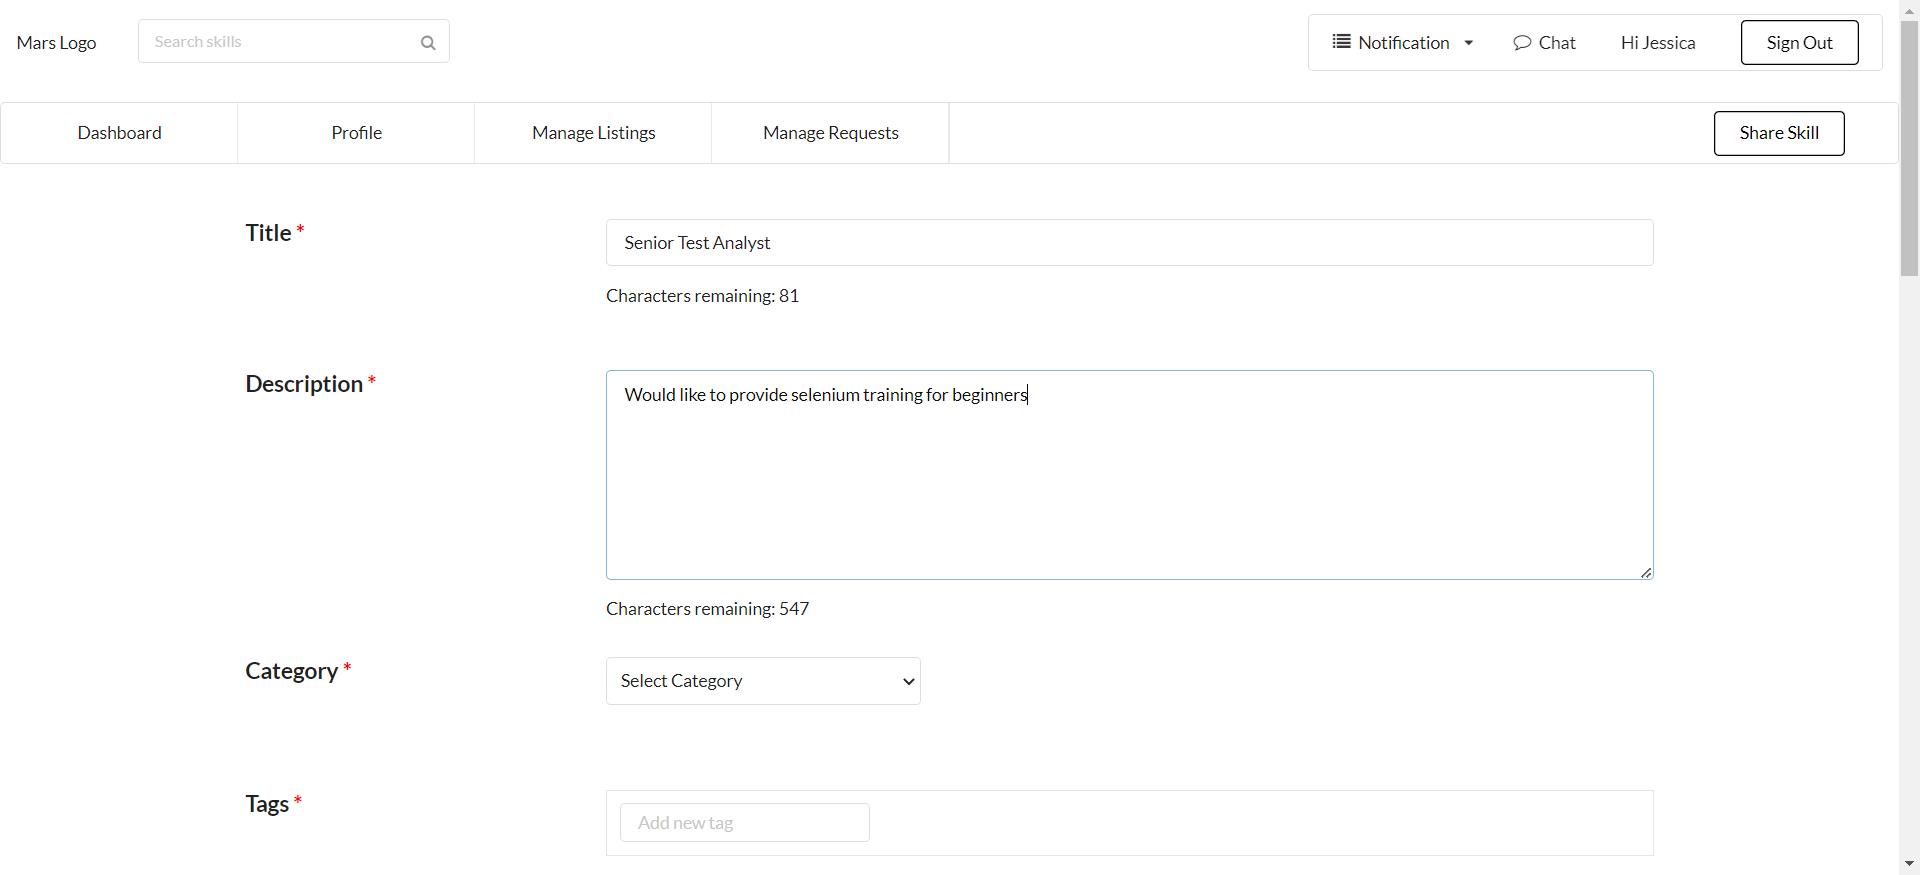 Mars Logo
Search skills
Notification
Chat
Hi Jessica
Sign Out
Dashboard
Profile
Manage Listings
Manage Requests
Share Skill
Title *
Senior Test Analyst
Characters remaining: 81
Description *
Would like to provide selenium training for beginners
Characters remaining: 547
Category *
Select Category
Tags *
Add new tag